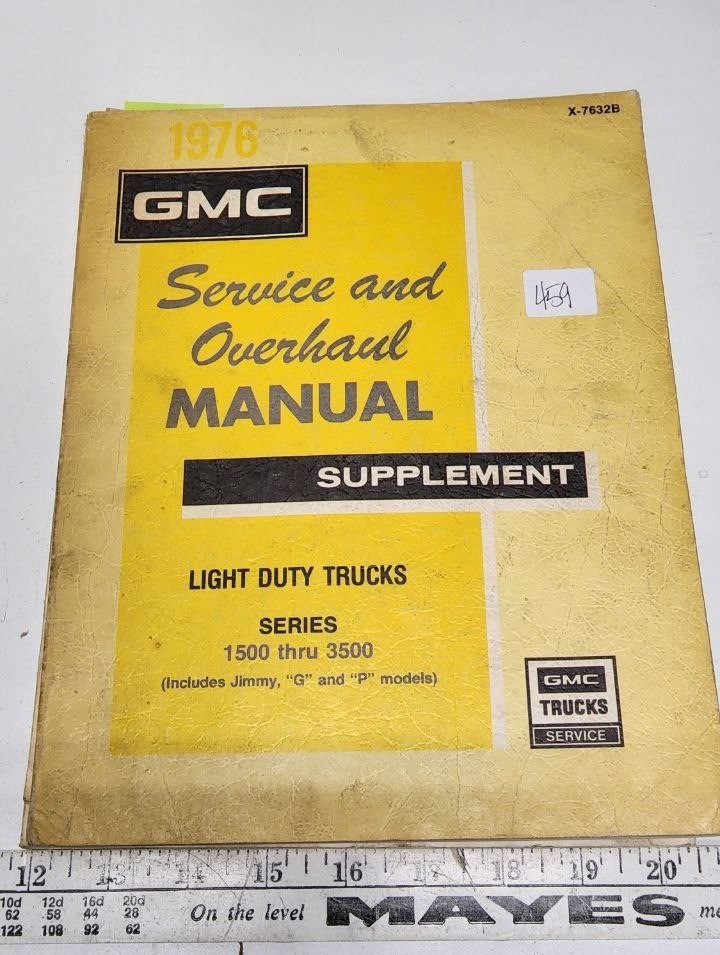 X-7632B
1976
GMC
Service and
Overhaul
MANUAL
459
SUPPLEMENT
LIGHT DUTY TRUCKS
SERIES
1500 thru 3500
(Includes Jimmy, "G" and "P" models)
GMC
TRUCKS
SERVICE
12 13 14 15 16 17 18 19 20
10d 12d 16d 20d
62 58 44 28
122 108 92 62
On the level MAYES me